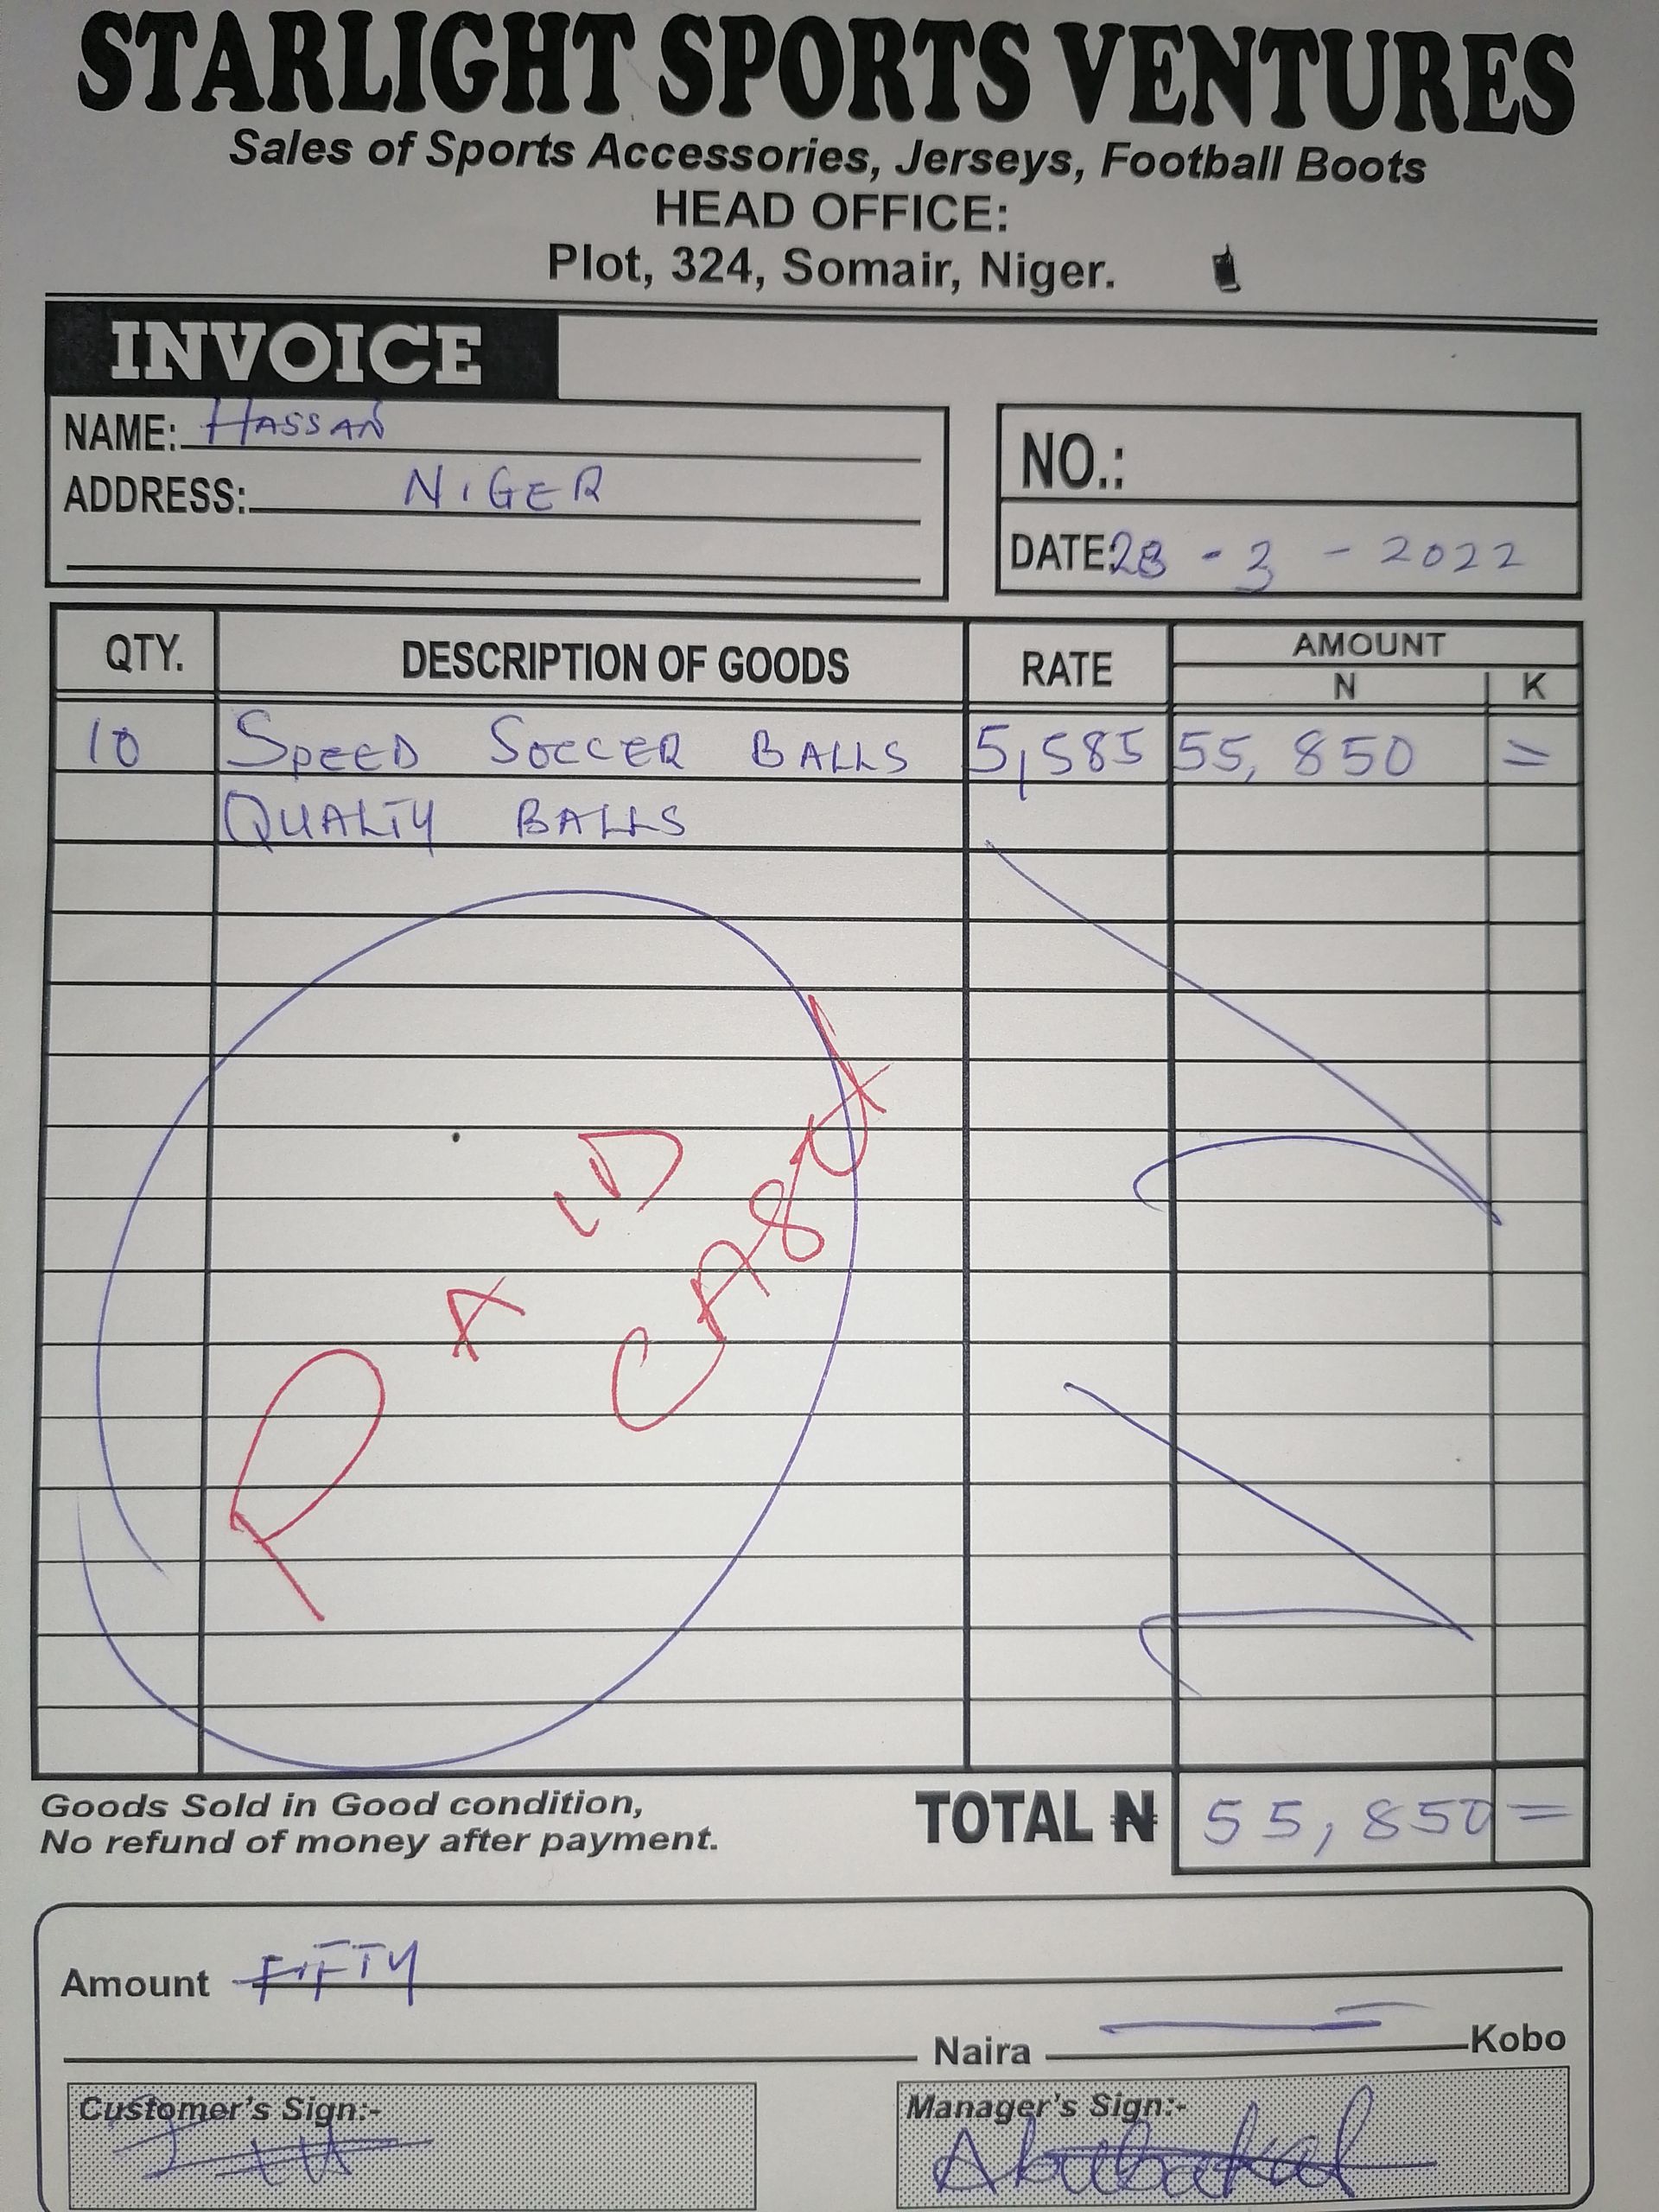 STARLIGHT SPORTS VENTURES
Sales of Sports Accessories, Jerseys, Football Boots
HEAD OFFICE:
Plot, 324, Somair, Niger.
INVOICE
NAME: HASSAN
ADDRESS: NIGER
NO.:
DATE: 28 - 3 - 2022
QTY. DESCRIPTION OF GOODS RATE AMOUNT
N K
10 SPEED SOCCER BALLS 5,585 55,850 =
QUALTY BALLS
PAID
CASH
Goods Sold in Good condition,
No refund of money after payment.
TOTAL ₦ 55,850 =
Amount FIFTY
Naira Kobo
Customer's Sign:-
Manager's Sign:-